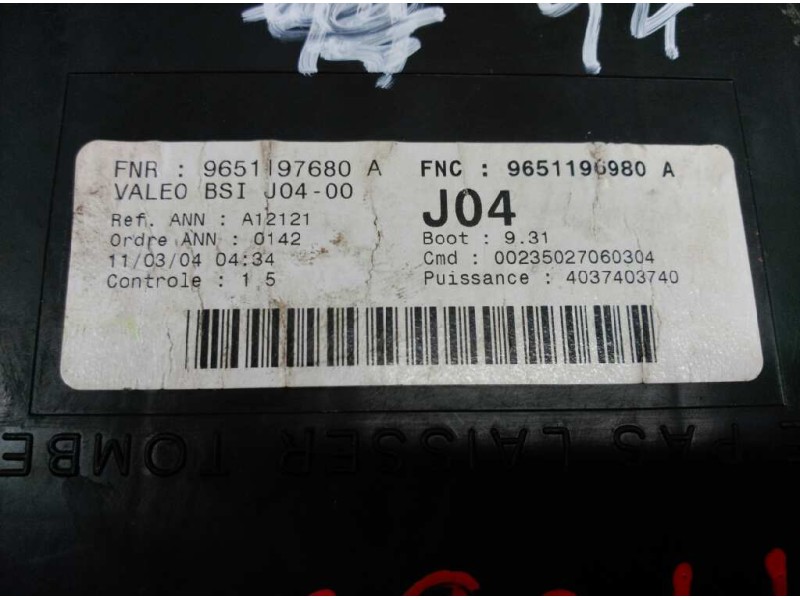 94
FNR : 9651197680 A
VALEO BSI J04-00
Ref. ANN : A12121
Ordre ANN : 0142
11/03/04 04:34
Controle : 1 5
FNC : 9651196980 A
J04
Boot : 9.31
Cmd : 00235027060304
Puissance : 4037403740
PAS LAISSER TOMBE